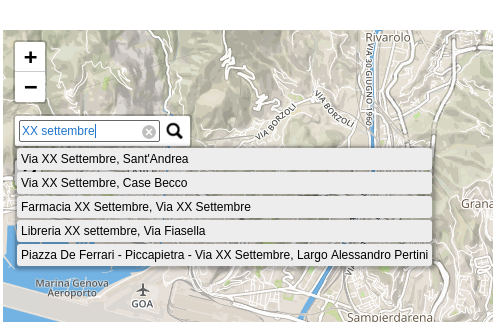 Rivarolo
+
−
VIA 30 GIUGNO 1960
VIA BORZOLI
VIA BORZOLI
XX settembre
Via XX Settembre, Sant'Andrea
Via XX Settembre, Case Becco
Farmacia XX Settembre, Via XX Settembre
Libreria XX settembre, Via Fiasella
Piazza De Ferrari - Piccapietra - Via XX Settembre, Largo Alessandro Pertini
Grana
Marina Genova
Aeroporto
GOA
Sampierdarena